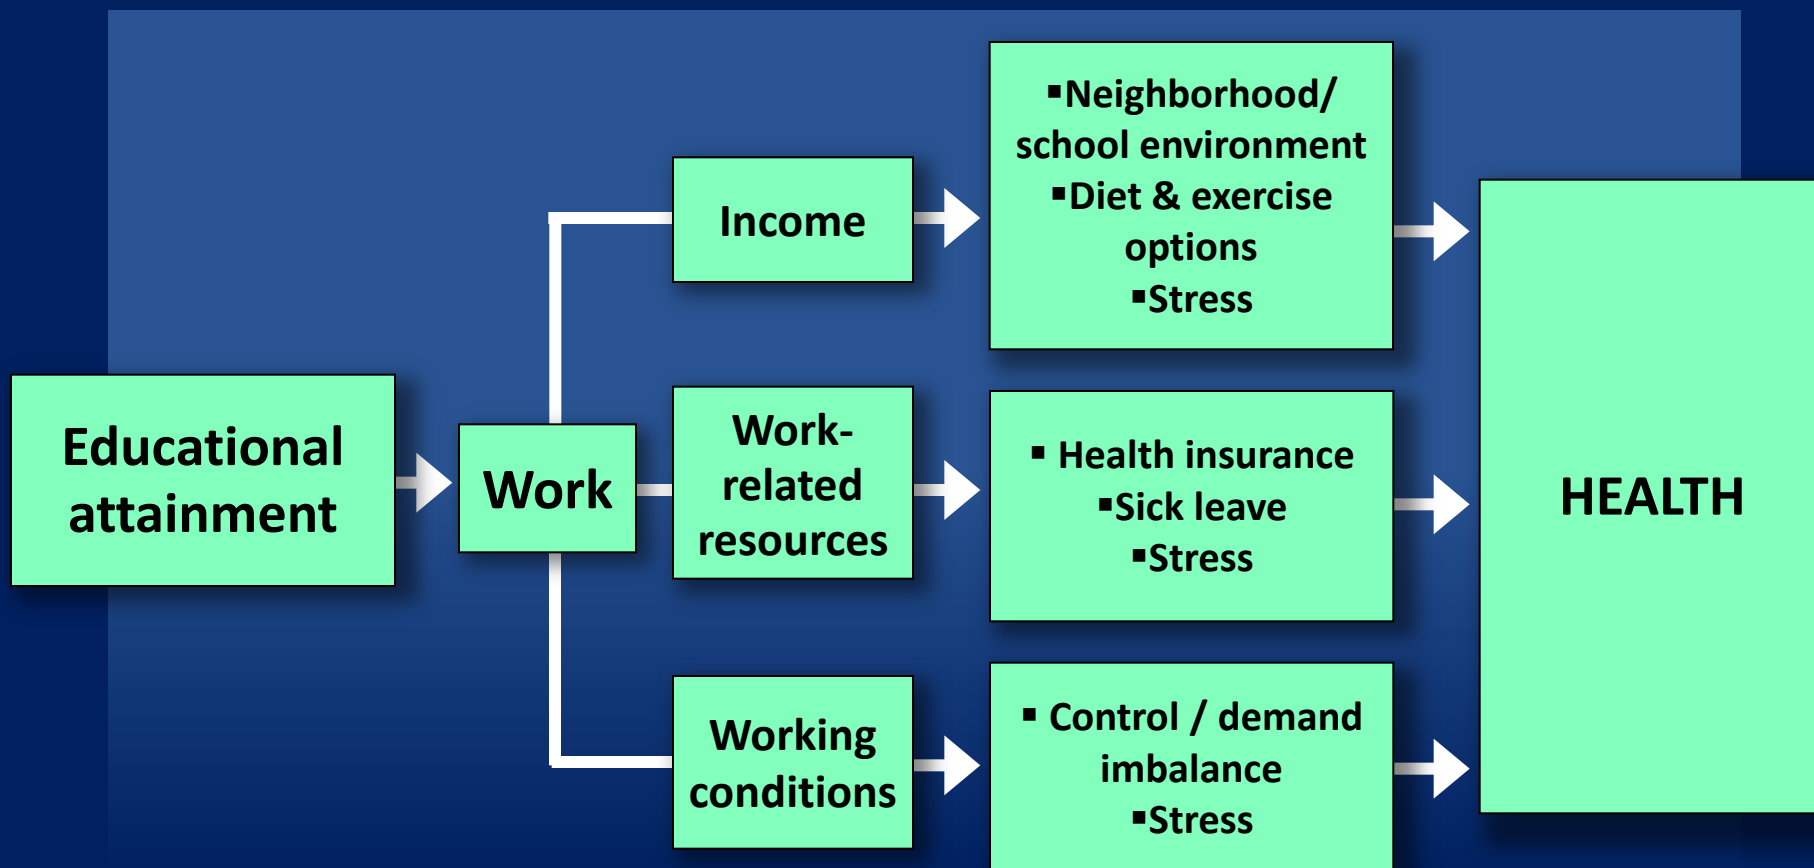 Educational
attainment
Work
Income
▪Neighborhood/
school environment
▪Diet & exercise
options
▪Stress
Work-
related
resources
▪ Health insurance
▪Sick leave
▪Stress
Working
conditions
▪ Control / demand
imbalance
▪Stress
HEALTH